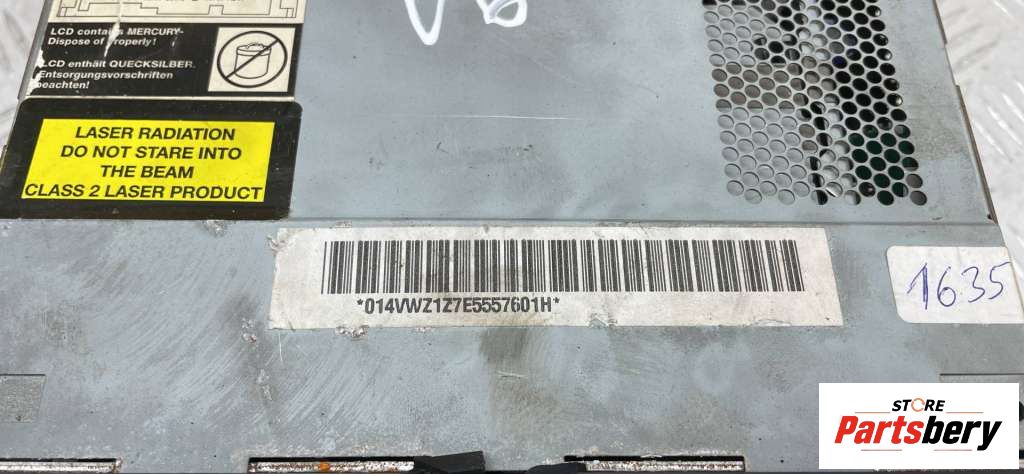 V6
LCD contains MERCURY-
Dispose of properly!
LCD enthält QUECKSILBER.
Entsorgungsvorschriften
beachten!
LASER RADIATION
DO NOT STARE INTO
THE BEAM
CLASS 2 LASER PRODUCT
*014VWZ1Z7E5557601H*
1635
STORE
Partsbery